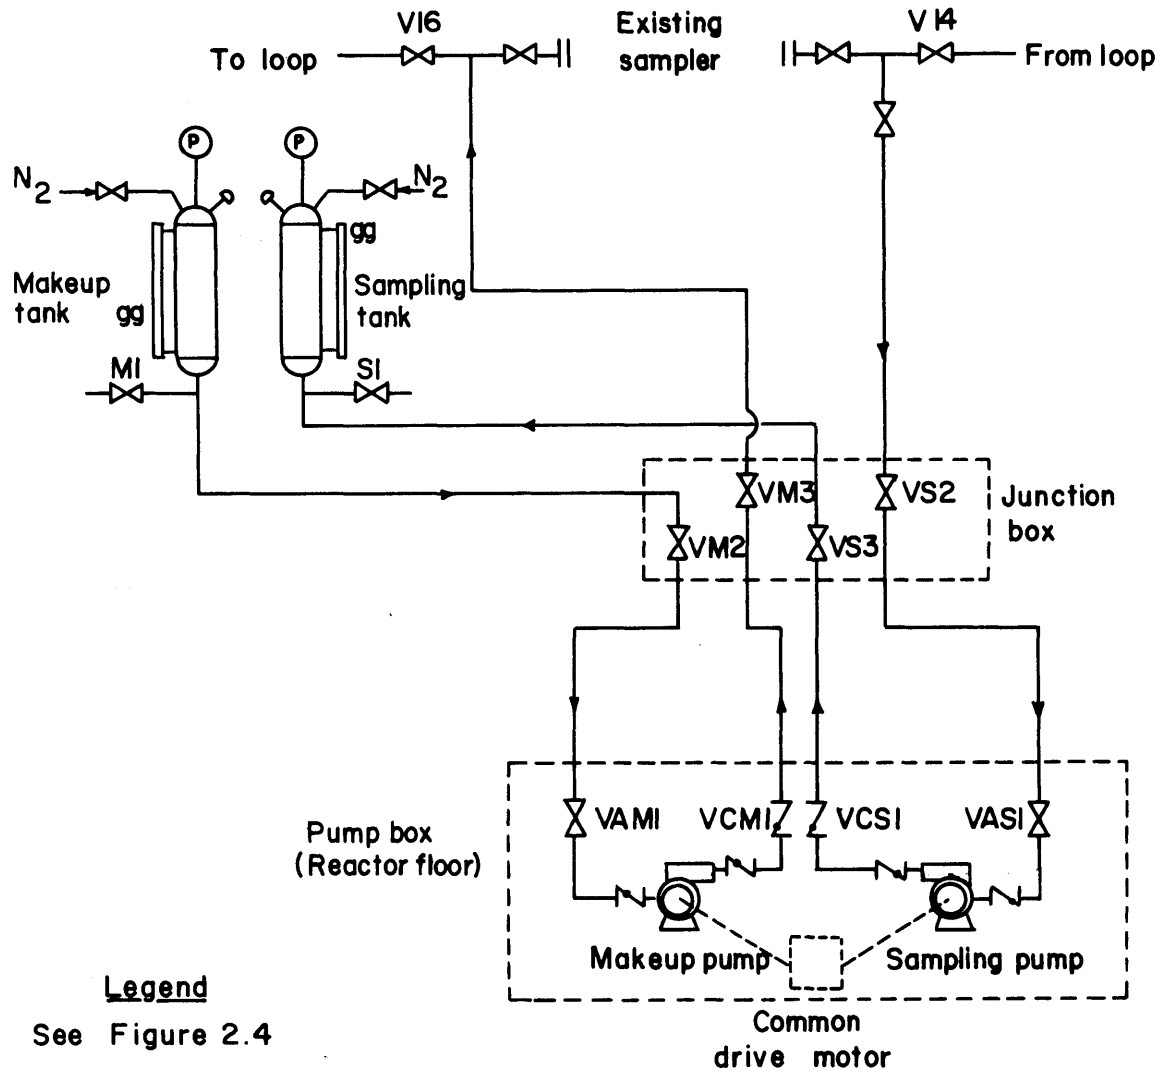 V16
Existing
sampler
V14
To loop
From loop
P
P
N2
N2
gg
Makeup
tank
gg
Sampling
tank
M1
S1
VM3
VS2
Junction
box
VM2
VS3
VAM1
VCM1
VCS1
VAS1
Pump box
(Reactor floor)
Makeup pump
Sampling pump
Legend
See Figure 2.4
Common
drive motor